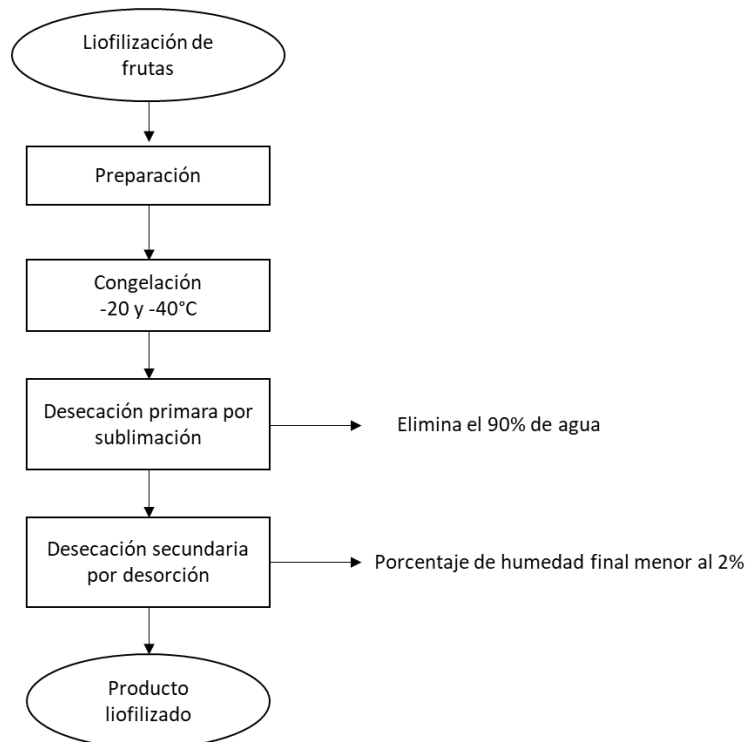 Liofilización de
frutas
Preparación
Congelación
-20 y -40°C
Desecación primara por
sublimación
Elimina el 90% de agua
Desecación secundaria
por desorción
Porcentaje de humedad final menor al 2%
Producto
liofilizado